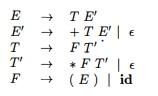 E → T E′
E′ → + T E′ | ϵ
T → F T′
T′ → ∗ F T′ | ϵ
F → ( E ) | id